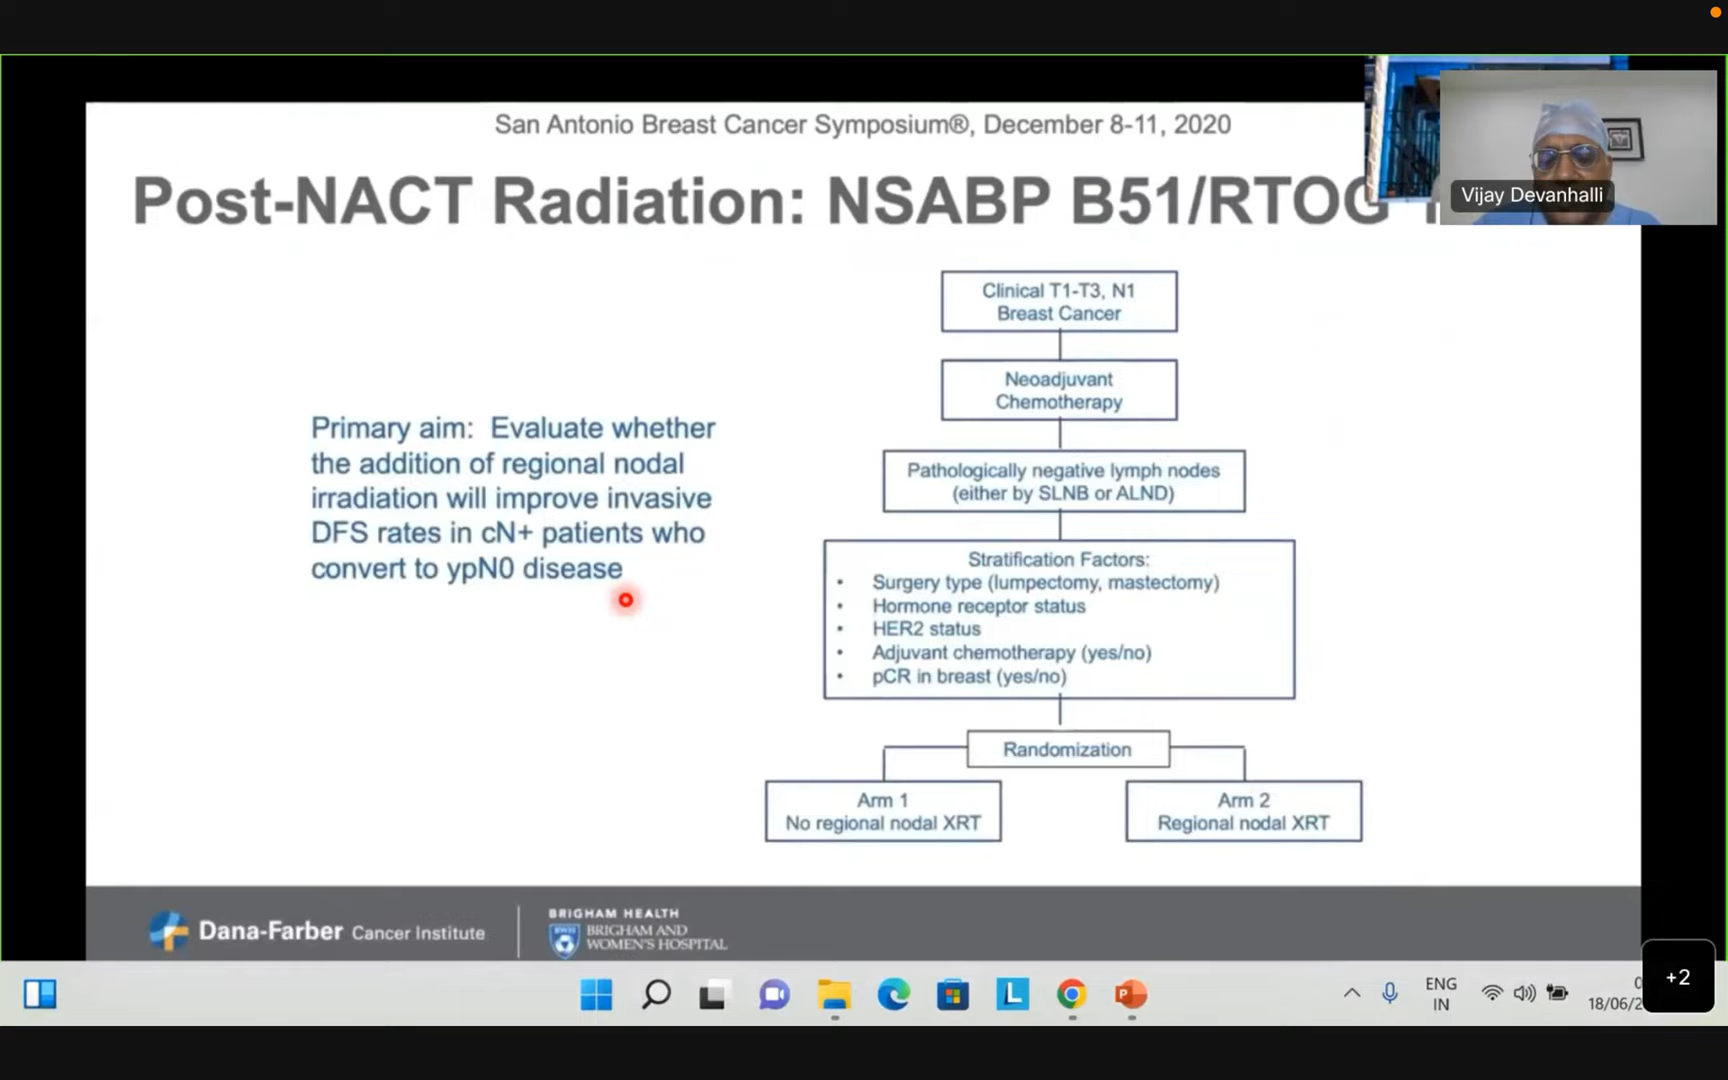 San Antonio Breast Cancer Symposium®, December 8-11, 2020
Post-NACT Radiation: NSABP B51/RTOG
Vijay Devanhalli
Primary aim: Evaluate whether
the addition of regional nodal
irradiation will improve invasive
DFS rates in cN+ patients who
convert to ypN0 disease
Clinical T1-T3, N1
Breast Cancer
Neoadjuvant
Chemotherapy
Pathologically negative lymph nodes
(either by SLNB or ALND)
Stratification Factors:
• Surgery type (lumpectomy, mastectomy)
• Hormone receptor status
• HER2 status
• Adjuvant chemotherapy (yes/no)
• pCR in breast (yes/no)
Randomization
Arm 1
No regional nodal XRT
Arm 2
Regional nodal XRT
Dana-Farber Cancer Institute
BRIGHAM HEALTH
BRIGHAM AND
WOMEN'S HOSPITAL
ENG
IN
18/06/2
+2